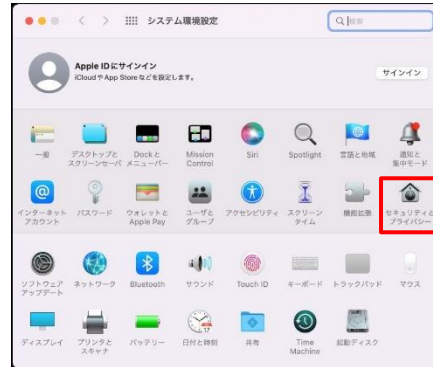 システム環境設定
検索
Apple IDにサインイン
iCloudやApp Storeなどを設定します。
サインイン
一般
デスクトップと
スクリーンセーバ
Dockと
メニューバー
Mission
Control
Siri
Spotlight
言語と地域
通知と
集中モード
インターネット
アカウント
パスワード
ウォレットと
Apple Pay
ユーザと
グループ
アクセシビリティ
スクリーン
タイム
機能拡張
セキュリティと
プライバシー
ソフトウェア
アップデート
ネットワーク
Bluetooth
サウンド
Touch ID
キーボード
トラックパッド
マウス
ディスプレイ
プリンタと
スキャナ
バッテリー
日付と時刻
17
共有
Time
Machine
起動ディスク